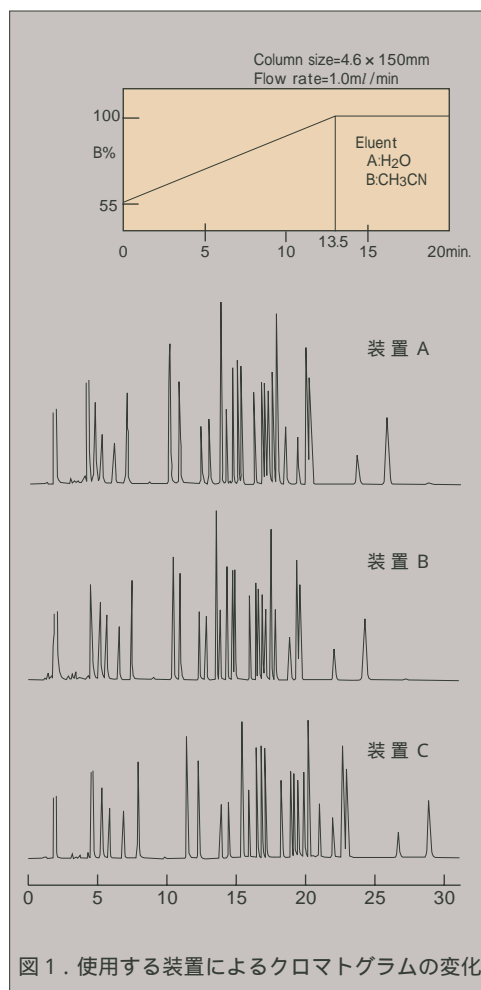 Column size=4.6×150mm
Flow rate=1.0ml/min
100
B%
55
Eluent
A:H₂O
B:CH₃CN
0 5 10 13.5 15 20min.
装置 A
装置 B
装置 C
0 5 10 15 20 25 30
図1.使用する装置によるクロマトグラムの変化